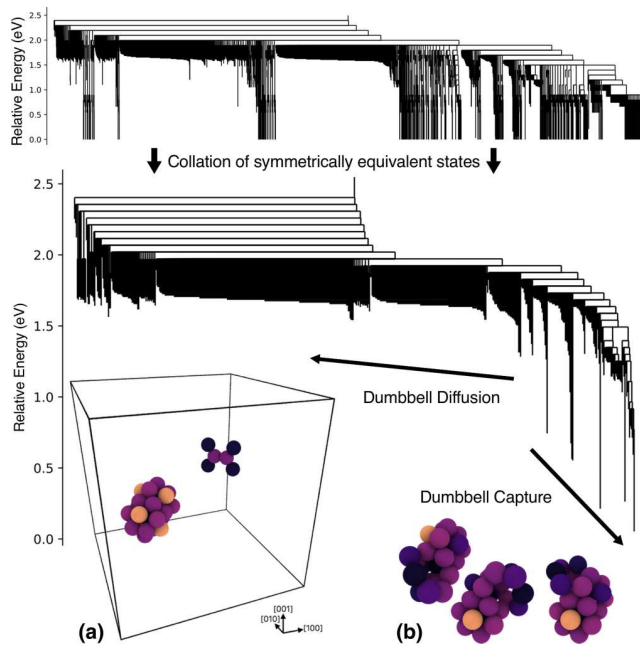 Relative Energy (eV)
2.5
2.0
1.5
1.0
0.5
0.0
Collation of symmetrically equivalent states
Relative Energy (eV)
2.5
2.0
1.5
1.0
0.5
0.0
Dumbbell Diffusion
Dumbbell Capture
[001]
[010]
[100]
(a)
(b)